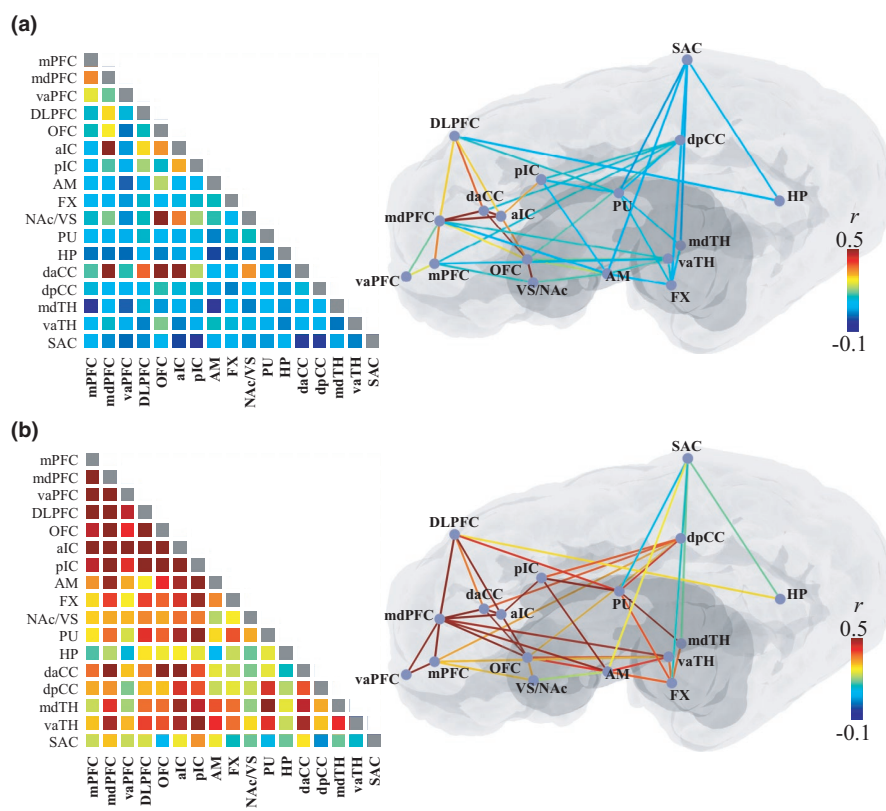 (a)
mPFC
mdPFC
vaPFC
DLPFC
OFC
aIC
pIC
AM
FX
NAc/VS
PU
HP
daCC
dpCC
mdTH
vaTH
SAC
mPFC mdPFC vaPFC DLPFC OFC aIC pIC AM FX NAc/VS PU HP daCC dpCC mdTH vaTH SAC
SAC
DLPFC
dpCC
pIC
daCC
aIC
PU
HP
mdPFC
mdTH
vaTH
OFC
vaPFC
mPFC
VS/NAc
AM
FX
r
0.5
-0.1
(b)
mPFC
mdPFC
vaPFC
DLPFC
OFC
aIC
pIC
AM
FX
NAc/VS
PU
HP
daCC
dpCC
mdTH
vaTH
SAC
mPFC mdPFC vaPFC DLPFC OFC aIC pIC AM FX NAc/VS PU HP daCC dpCC mdTH vaTH SAC
SAC
DLPFC
dpCC
pIC
daCC
aIC
PU
HP
mdPFC
mdTH
vaTH
OFC
vaPFC
mPFC
VS/NAc
AM
FX
r
0.5
-0.1